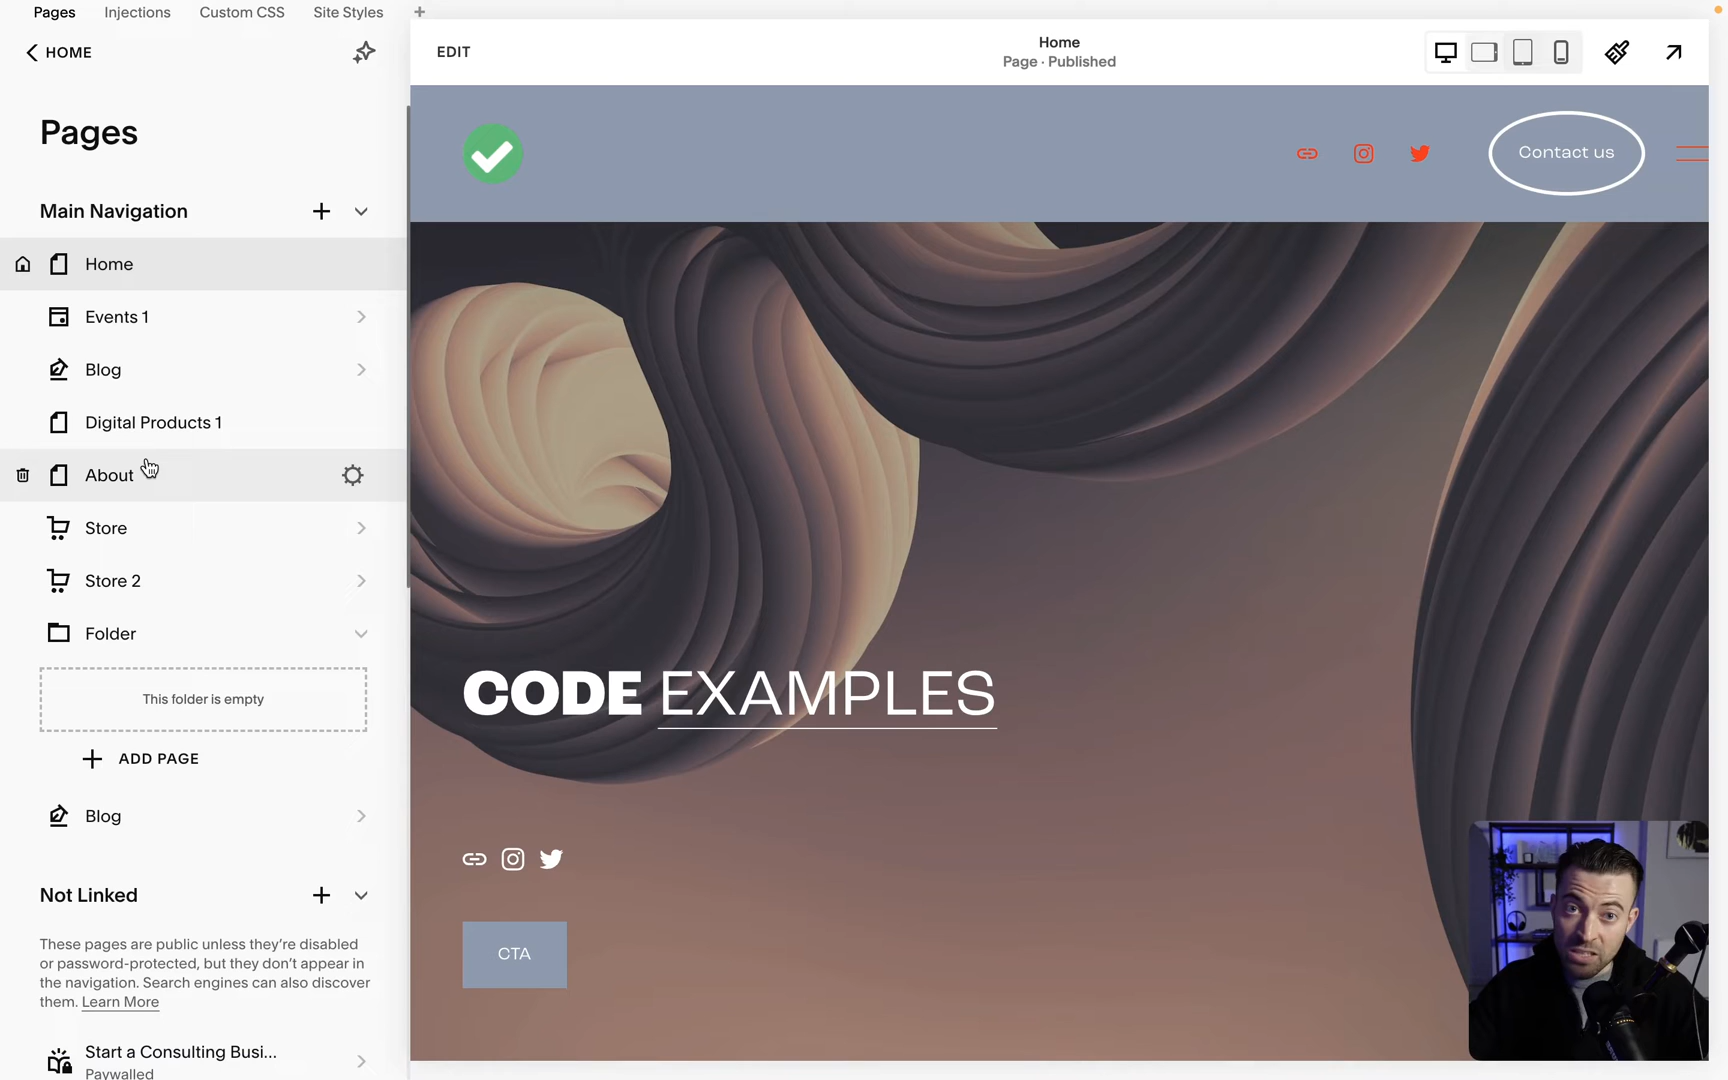 Pages
Injections
Custom CSS
Site Styles
HOME
Pages
Main Navigation
Home
Events 1
Blog
Digital Products 1
About
Store
Store 2
Folder
This folder is empty
ADD PAGE
Blog
Not Linked
These pages are public unless they're disabled
or password-protected, but they don't appear in
the navigation. Search engines can also discover
them. Learn More
Start a Consulting Busi...
Paywalled
EDIT
Home
Page · Published
Contact us
CODE EXAMPLES
CTA